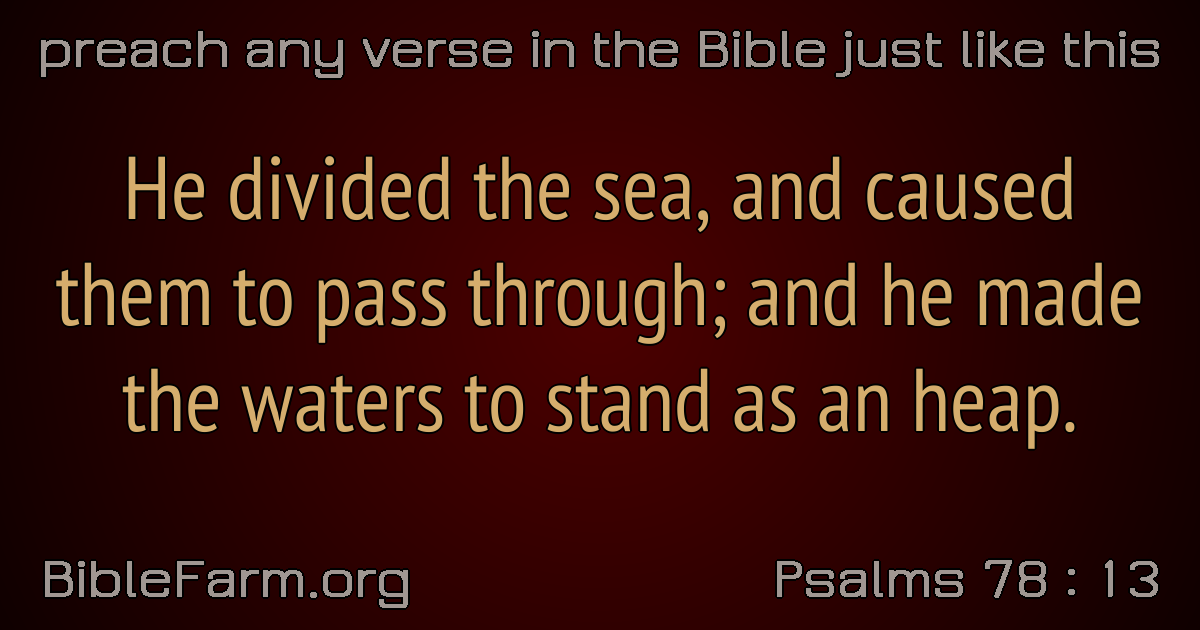 preach any verse in the Bible just like this
He divided the sea, and caused
them to pass through; and he made
the waters to stand as an heap.
BibleFarm.org
Psalms 78 : 13